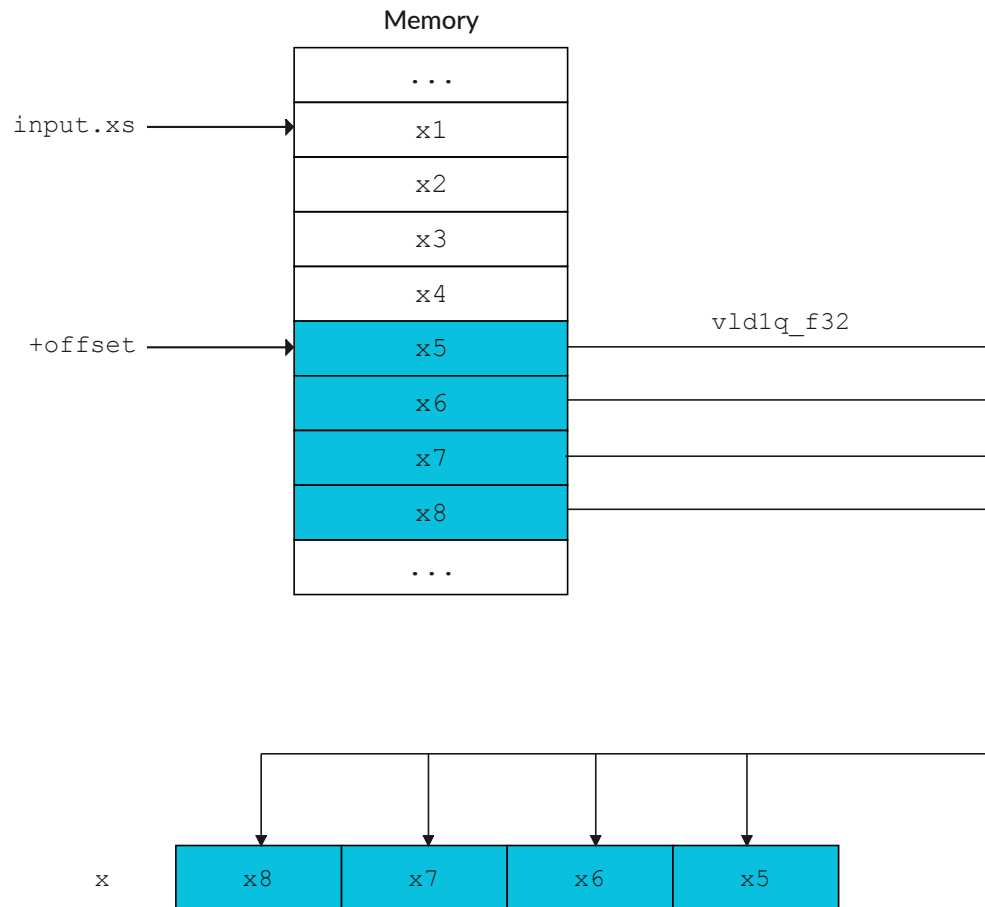 Memory
...
input.xs
x1
x2
x3
x4
vld1q_f32
+offset
x5
x6
x7
x8
...
x
x8
x7
x6
x5